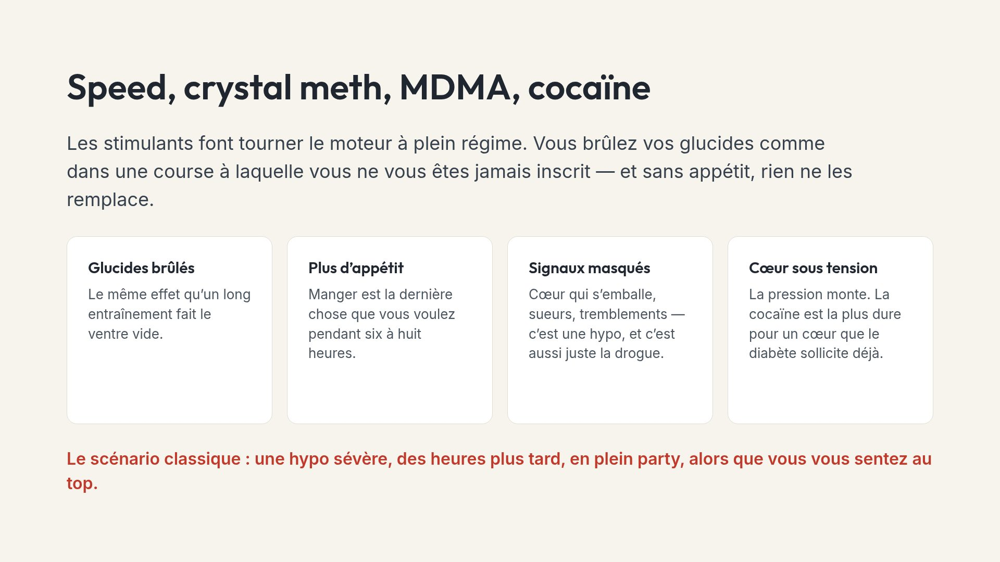 Speed, crystal meth, MDMA, cocaïne
Les stimulants font tourner le moteur à plein régime. Vous brûlez vos glucides comme
dans une course à laquelle vous ne vous êtes jamais inscrit — et sans appétit, rien ne les
remplace.
Glucides brûlés
Le même effet qu’un long
entraînement fait le
ventre vide.
Plus d’appétit
Manger est la dernière
chose que vous voulez
pendant six à huit
heures.
Signaux masqués
Cœur qui s’emballe,
sueurs, tremblements —
c’est une hypo, et c’est
aussi juste la drogue.
Cœur sous tension
La pression monte. La
cocaïne est la plus dure
pour un cœur que le
diabète sollicite déjà.
Le scénario classique : une hypo sévère, des heures plus tard, en plein party, alors que vous vous sentez au
top.